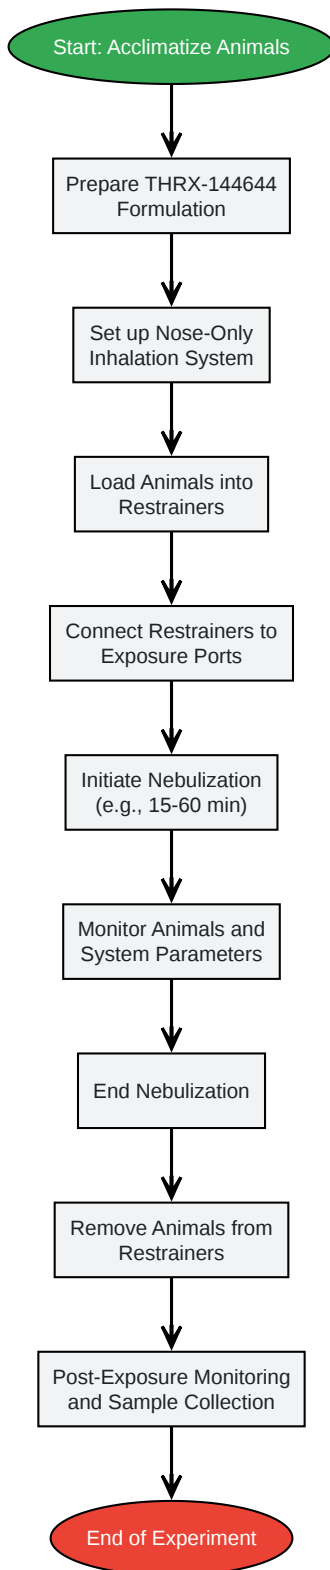 Start: Acclimatize Animals
Prepare THRX-144644
Formulation
Set up Nose-Only
Inhalation System
Load Animals into
Restrainers
Connect Restrainers to
Exposure Ports
Initiate Nebulization
(e.g., 15-60 min)
Monitor Animals and
System Parameters
End Nebulization
Remove Animals from
Restrainers
Post-Exposure Monitoring
and Sample Collection
End of Experiment